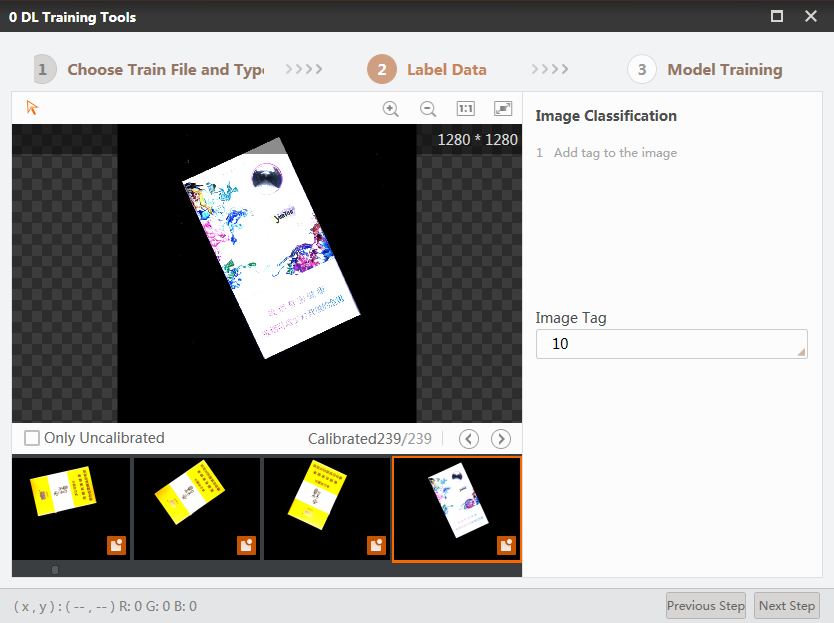 0 DL Training Tools
1 Choose Train File and Type
2 Label Data
3 Model Training
1:1
1280 * 1280
Image Classification
1 Add tag to the image
Image Tag
10
Only Uncalibrated
Calibrated239/239
( x , y ) : ( -- , -- ) R: 0 G: 0 B: 0
Previous Step
Next Step